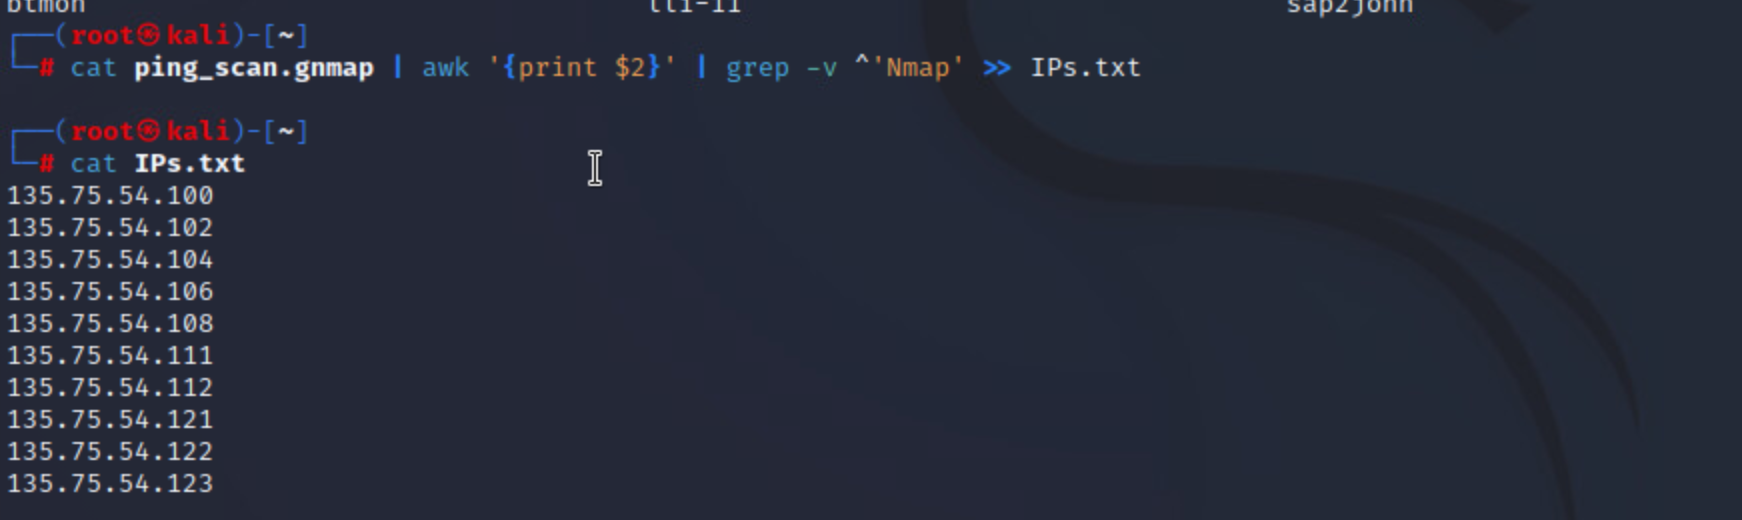 btmon sap2john
┌──(root㉿kali)-[~]
└─# cat ping_scan.gnmap | awk '{print $2}' | grep -v ^'Nmap' >> IPs.txt
┌──(root㉿kali)-[~]
└─# cat IPs.txt
135.75.54.100
135.75.54.102
135.75.54.104
135.75.54.106
135.75.54.108
135.75.54.111
135.75.54.112
135.75.54.121
135.75.54.122
135.75.54.123